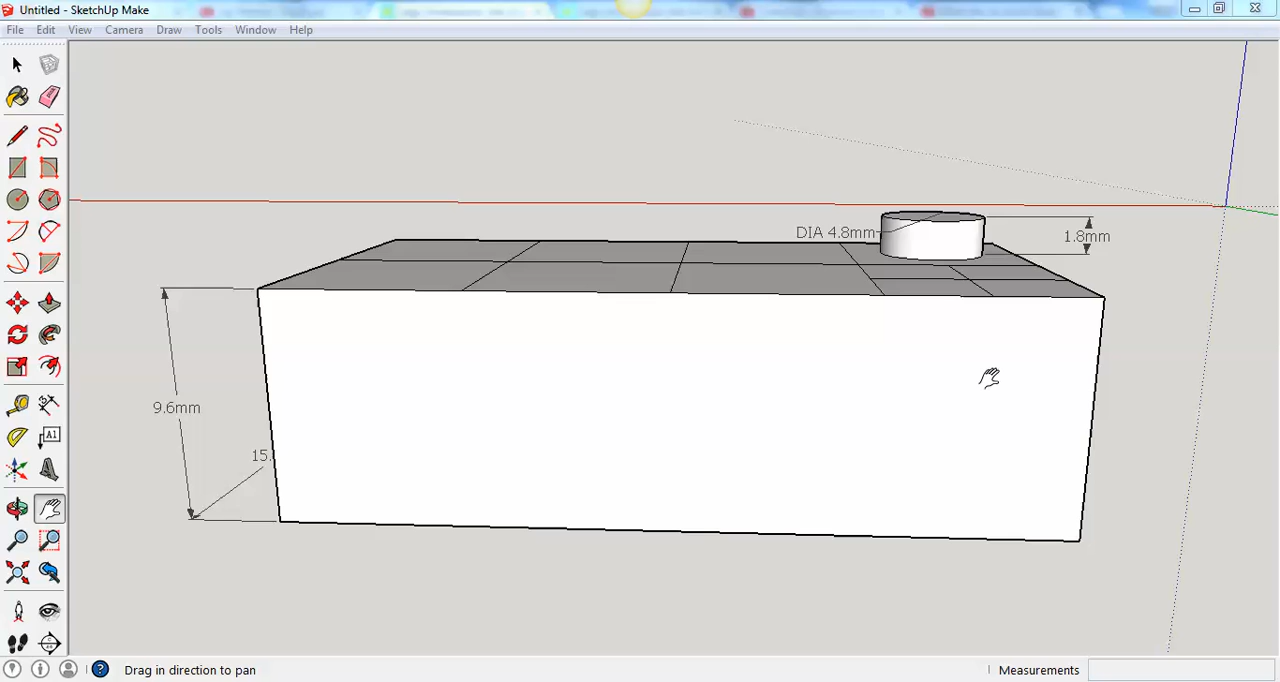 Untitled - SketchUp Make
File Edit View Camera Draw Tools Window Help
DIA 4.8mm
1.8mm
9.6mm
15.
A1
Drag in direction to pan
Measurements